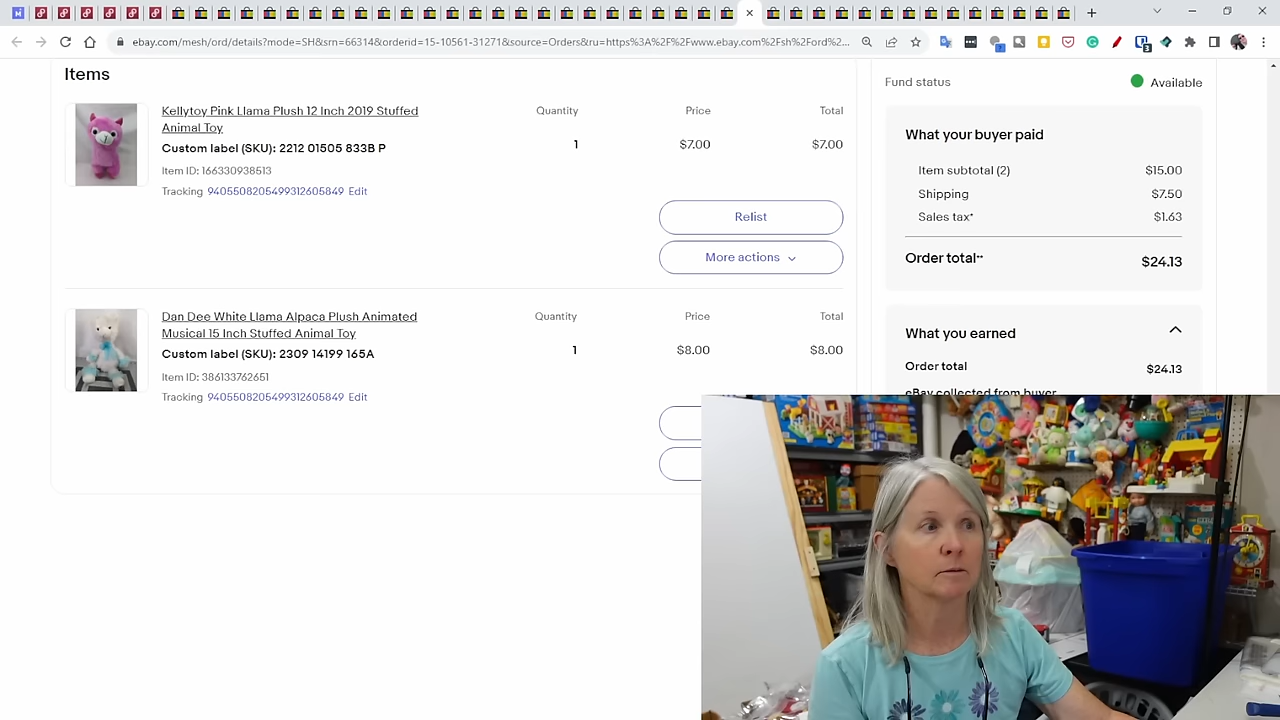 ebay.com/mesh/ord/details?mode=SH&srn=66314&orderid=15-10561-31271&source=Orders&ru=https%3A%2F%2Fwww.ebay.com%2Fsh%2Ford%2...
Items
Kellytoy Pink Llama Plush 12 Inch 2019 Stuffed
Animal Toy
Custom label (SKU): 2212 01505 833B P
Item ID: 166330938513
Tracking 9405508205499312605849 Edit
Quantity
1
Price
$7.00
Total
$7.00
Relist
More actions
Dan Dee White Llama Alpaca Plush Animated
Musical 15 Inch Stuffed Animal Toy
Custom label (SKU): 2309 14199 165A
Item ID: 386133762651
Tracking 9405508205499312605849 Edit
Quantity
1
Price
$8.00
Total
$8.00
Fund status
Available
What your buyer paid
Item subtotal (2) $15.00
Shipping $7.50
Sales tax* $1.63
Order total** $24.13
What you earned
Order total $24.13
eBay collected from buyer